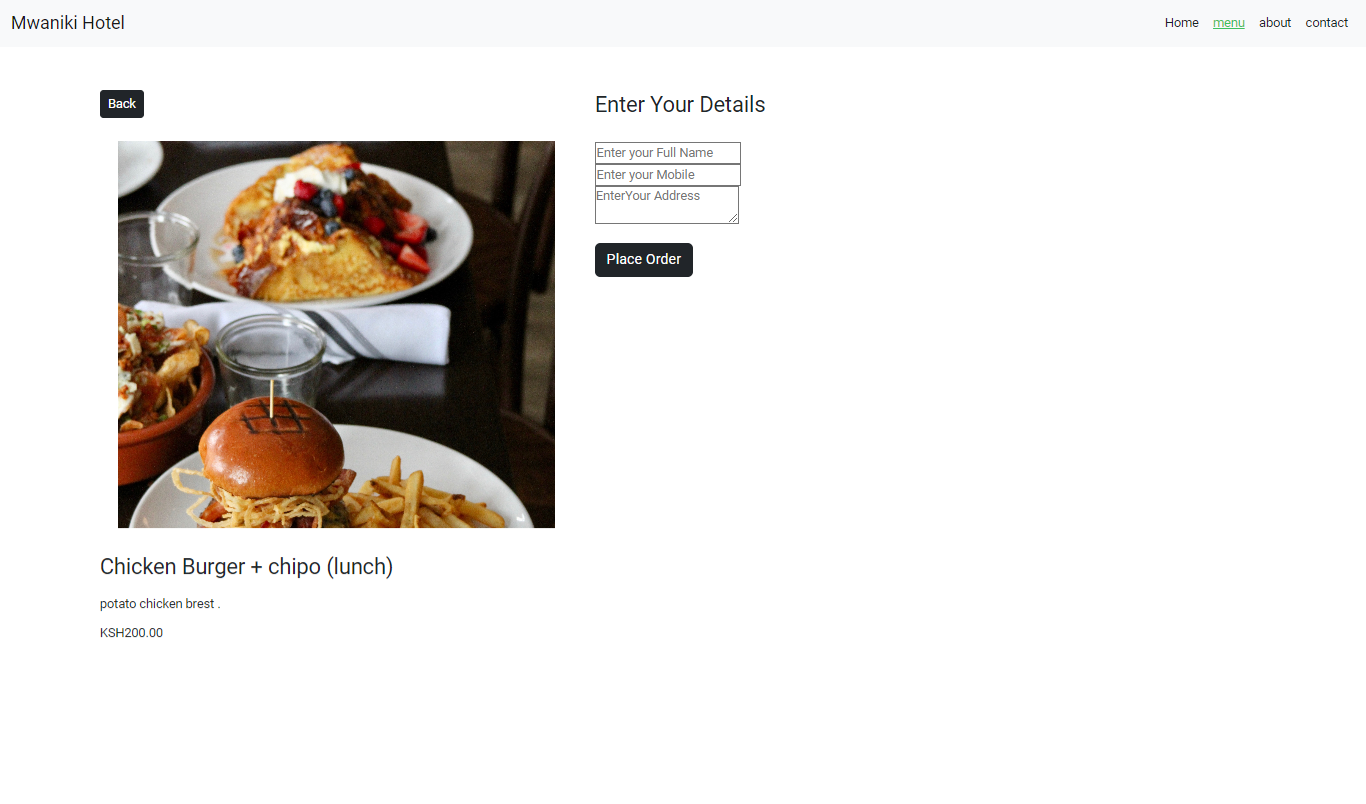 Mwaniki Hotel
Home menu about contact
Back
Chicken Burger + chipo (lunch)
potato chicken brest .
KSH200.00
Enter Your Details
Enter your Full Name
Enter your Mobile
EnterYour Address
Place Order